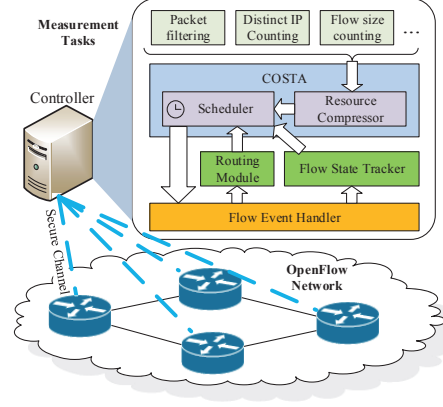 Measurement
Tasks
Packet
filtering
Distinct IP
Counting
Flow size
counting
...
COSTA
Controller
Scheduler
Resource
Compressor
Routing
Module
Flow State Tracker
Flow Event Handler
Secure Channel
OpenFlow
Network